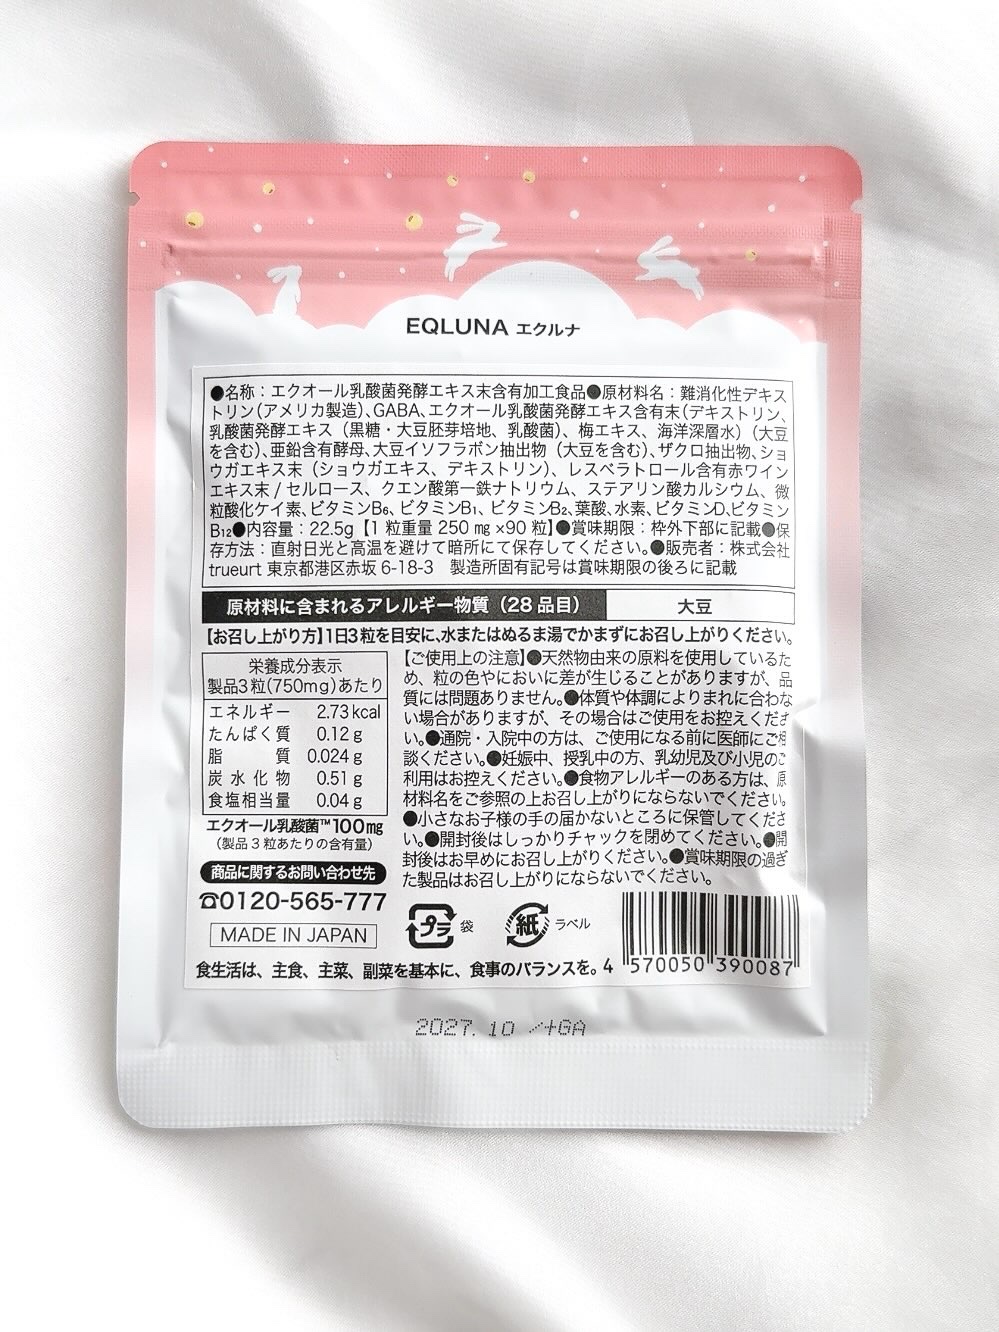 EQLUNA エクルナ
●名称：エクオール乳酸菌発酵エキス末含有加工食品●原材料名：難消化性デキス
トリン（アメリカ製造）、GABA、エクオール乳酸菌発酵エキス含有末（デキストリン、
乳酸菌発酵エキス（黒糖・大豆胚芽培地、乳酸菌）、梅エキス、海洋深層水）（大豆
を含む）、亜鉛含有酵母、大豆イソフラボン抽出物（大豆を含む）、ザクロ抽出物、ショ
ウガエキス末（ショウガエキス、デキストリン）、レスベラトロール含有赤ワイン
エキス末 / セルロース、クエン酸第一鉄ナトリウム、ステアリン酸カルシウム、微
粒酸化ケイ素、ビタミンB₆、ビタミンB₁、ビタミンB₂、葉酸、水素、ビタミンD、ビタミン
B₁₂●内容量：22.5g【1 粒重量 250 ㎎ ×90 粒】●賞味期限：枠外下部に記載●保
存方法：直射日光と高温を避けて暗所にて保存してください。●販売者：株式会社
trueurt 東京都港区赤坂 6-18-3　製造所固有記号は賞味期限の後ろに記載
原材料に含まれるアレルギー物質（28 品目） 大豆
【お召し上がり方】1日3粒を目安に、水またはぬるま湯でかまずにお召し上がりください。
栄養成分表示
製品3粒(750mg)あたり
エネルギー 2.73kcal
たんぱく質 0.12 g
脂質 0.024 g
炭水化物 0.51 g
食塩相当量 0.04 g
エクオール乳酸菌™100㎎
（製品 3 粒あたりの含有量）
商品に関するお問い合わせ先
☎0120-565-777
MADE IN JAPAN
【ご使用上の注意】●天然物由来の原料を使用しているた
め、粒の色やにおいに差が生じることがありますが、品
質には問題ありません。●体質や体調によりまれに合わな
い場合がありますが、その場合はご使用をお控えくださ
い。●通院・入院中の方は、ご使用になる前に医師にご相
談ください。●妊娠中、授乳中の方、乳幼児及び小児のご
利用はお控えください。●食物アレルギーのある方は、原
材料名をご参照の上お召し上がりにならないでください。
●小さなお子様の手の届かないところに保管してくださ
い。●開封後はしっかりチャックを閉めてください。●開
封後はお早めにお召し上がりください。●賞味期限の過ぎ
た製品はお召し上がりにならないでください。
プラ 袋
紙 ラベル
食生活は、主食、主菜、副菜を基本に、食事のバランスを。
4 570050 390087
2027. 10 /+GA